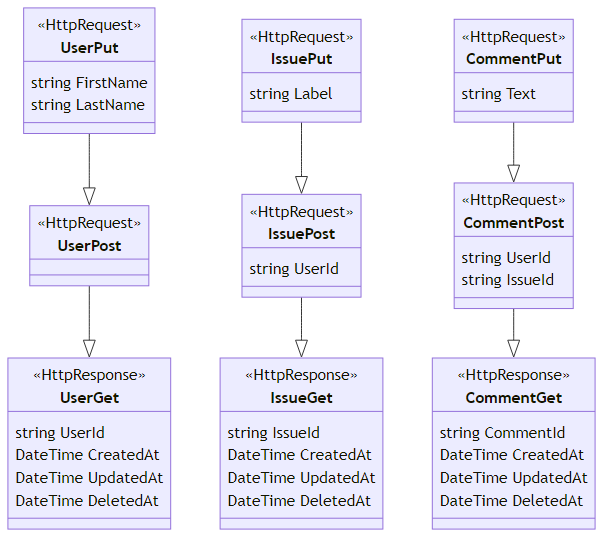 «HttpRequest»
UserPut
string FirstName
string LastName
«HttpRequest»
UserPost
«HttpResponse»
UserGet
string UserId
DateTime CreatedAt
DateTime UpdatedAt
DateTime DeletedAt
«HttpRequest»
IssuePut
string Label
«HttpRequest»
IssuePost
string UserId
«HttpResponse»
IssueGet
string IssueId
DateTime CreatedAt
DateTime UpdatedAt
DateTime DeletedAt
«HttpRequest»
CommentPut
string Text
«HttpRequest»
CommentPost
string UserId
string IssueId
«HttpResponse»
CommentGet
string CommentId
DateTime CreatedAt
DateTime UpdatedAt
DateTime DeletedAt